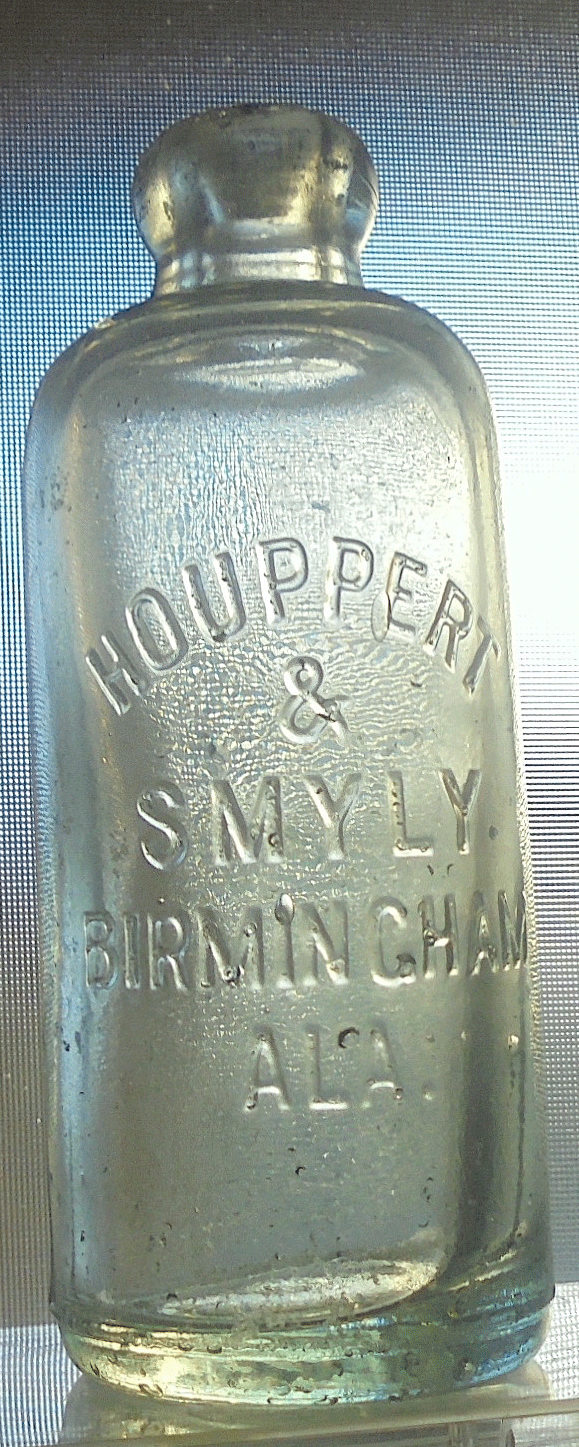 HOUPPERT
&
SMYLY
BIRMINGHAM
ALA.